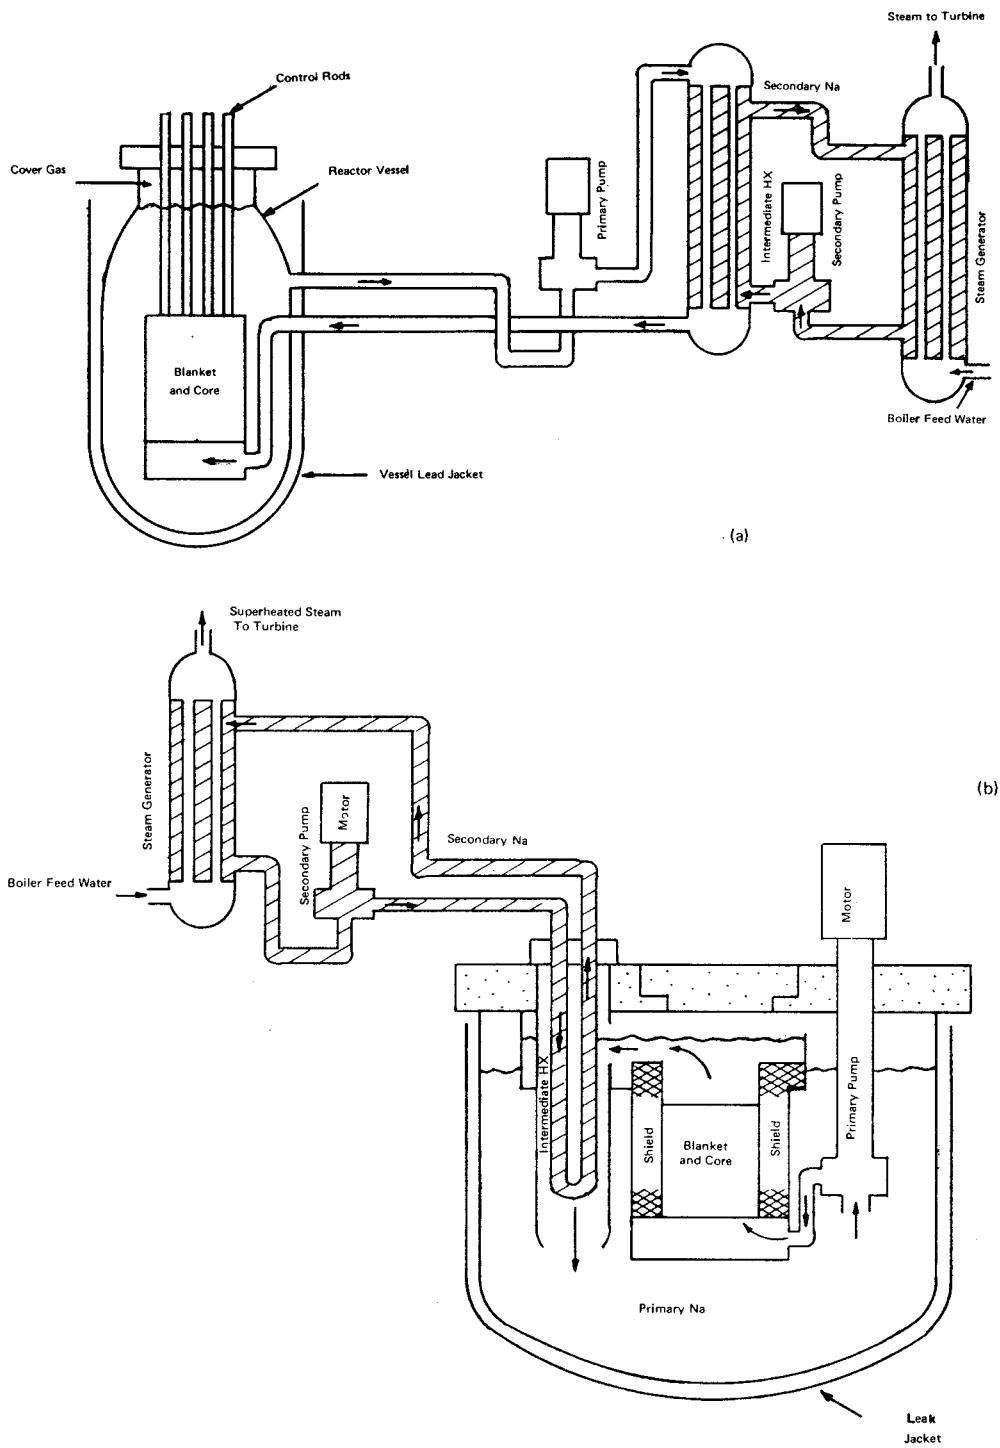 Steam to Turbine
Control Rods
Secondary Na
Cover Gas
Reactor Vessel
Primary Pump
Intermediate HX
Secondary Pump
Steam Generator
Blanket
and Core
Boiler Feed Water
Vessel Lead Jacket
(a)
Superheated Steam
To Turbine
Steam Generator
Secondary Pump
Motor
(b)
Secondary Na
Boiler Feed Water
Motor
Intermediate HX
Shield
Blanket
and Core
Shield
Primary Pump
Primary Na
Leak
Jacket